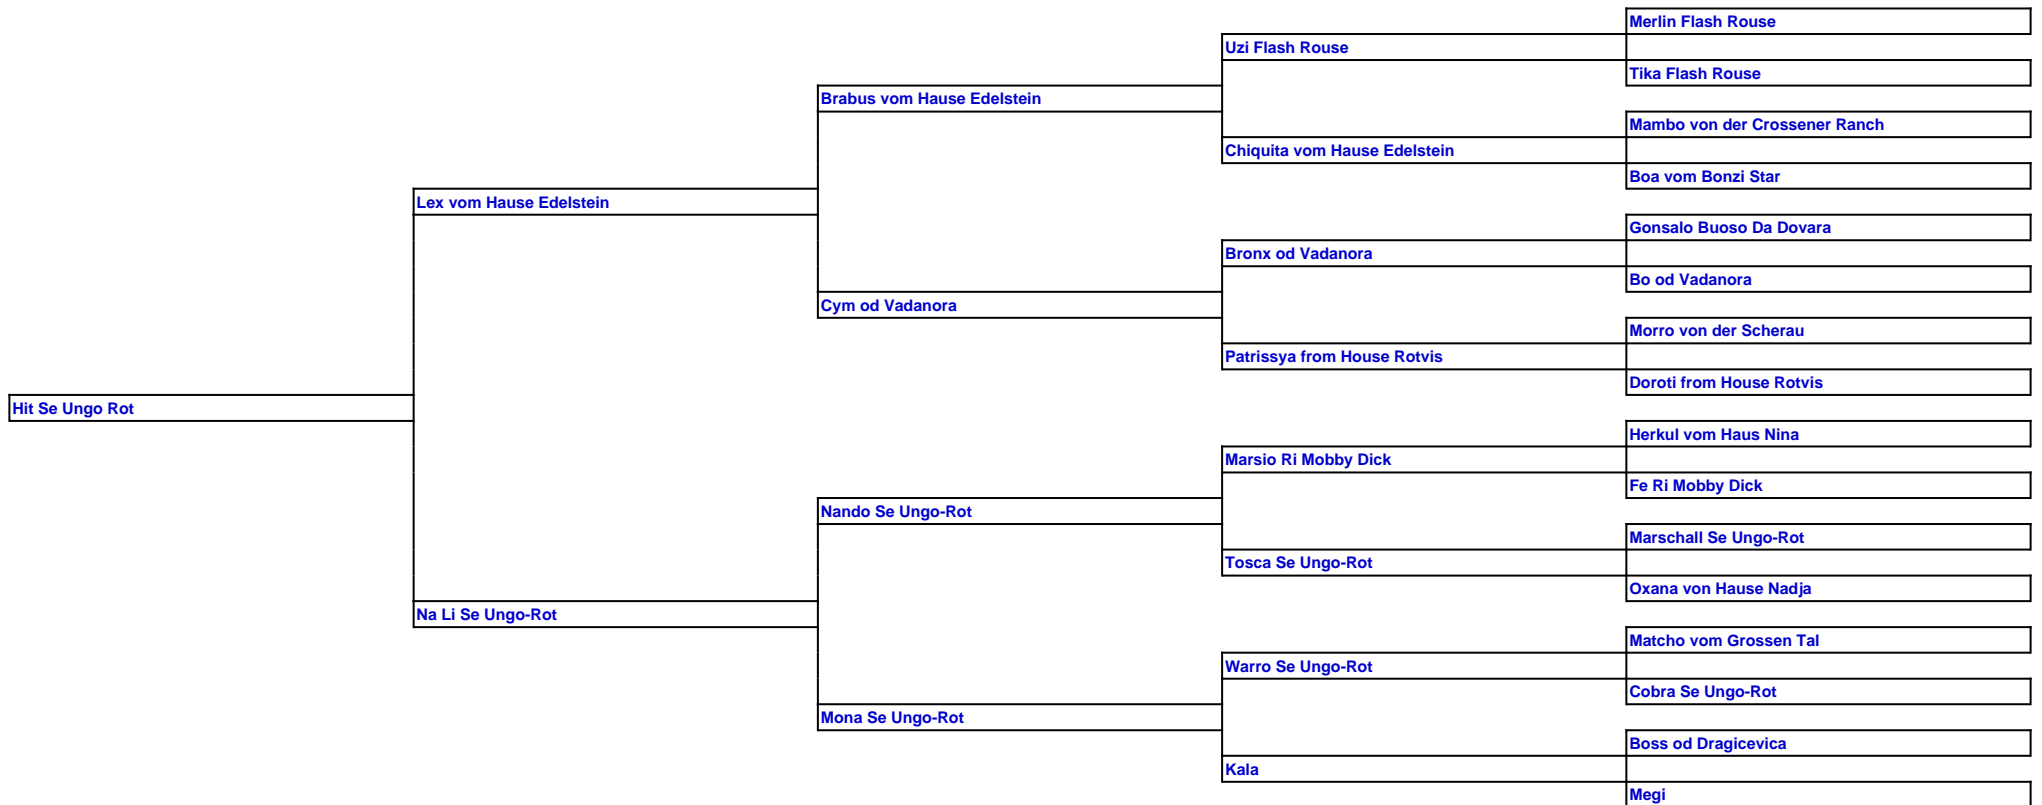 Merlin Flash Rouse
Uzi Flash Rouse
Tika Flash Rouse
Brabus vom Hause Edelstein
Mambo von der Crossener Ranch
Chiquita vom Hause Edelstein
Boa vom Bonzi Star
Lex vom Hause Edelstein
Gonsalo Buoso Da Dovara
Bronx od Vadanora
Bo od Vadanora
Cym od Vadanora
Morro von der Scherau
Patrissya from House Rotvis
Doroti from House Rotvis
Hit Se Ungo Rot
Herkul vom Haus Nina
Marsio Ri Mobby Dick
Fe Ri Mobby Dick
Nando Se Ungo-Rot
Marschall Se Ungo-Rot
Tosca Se Ungo-Rot
Oxana von Hause Nadja
Na Li Se Ungo-Rot
Matcho vom Grossen Tal
Warro Se Ungo-Rot
Cobra Se Ungo-Rot
Mona Se Ungo-Rot
Boss od Dragicevica
Kala
Megi